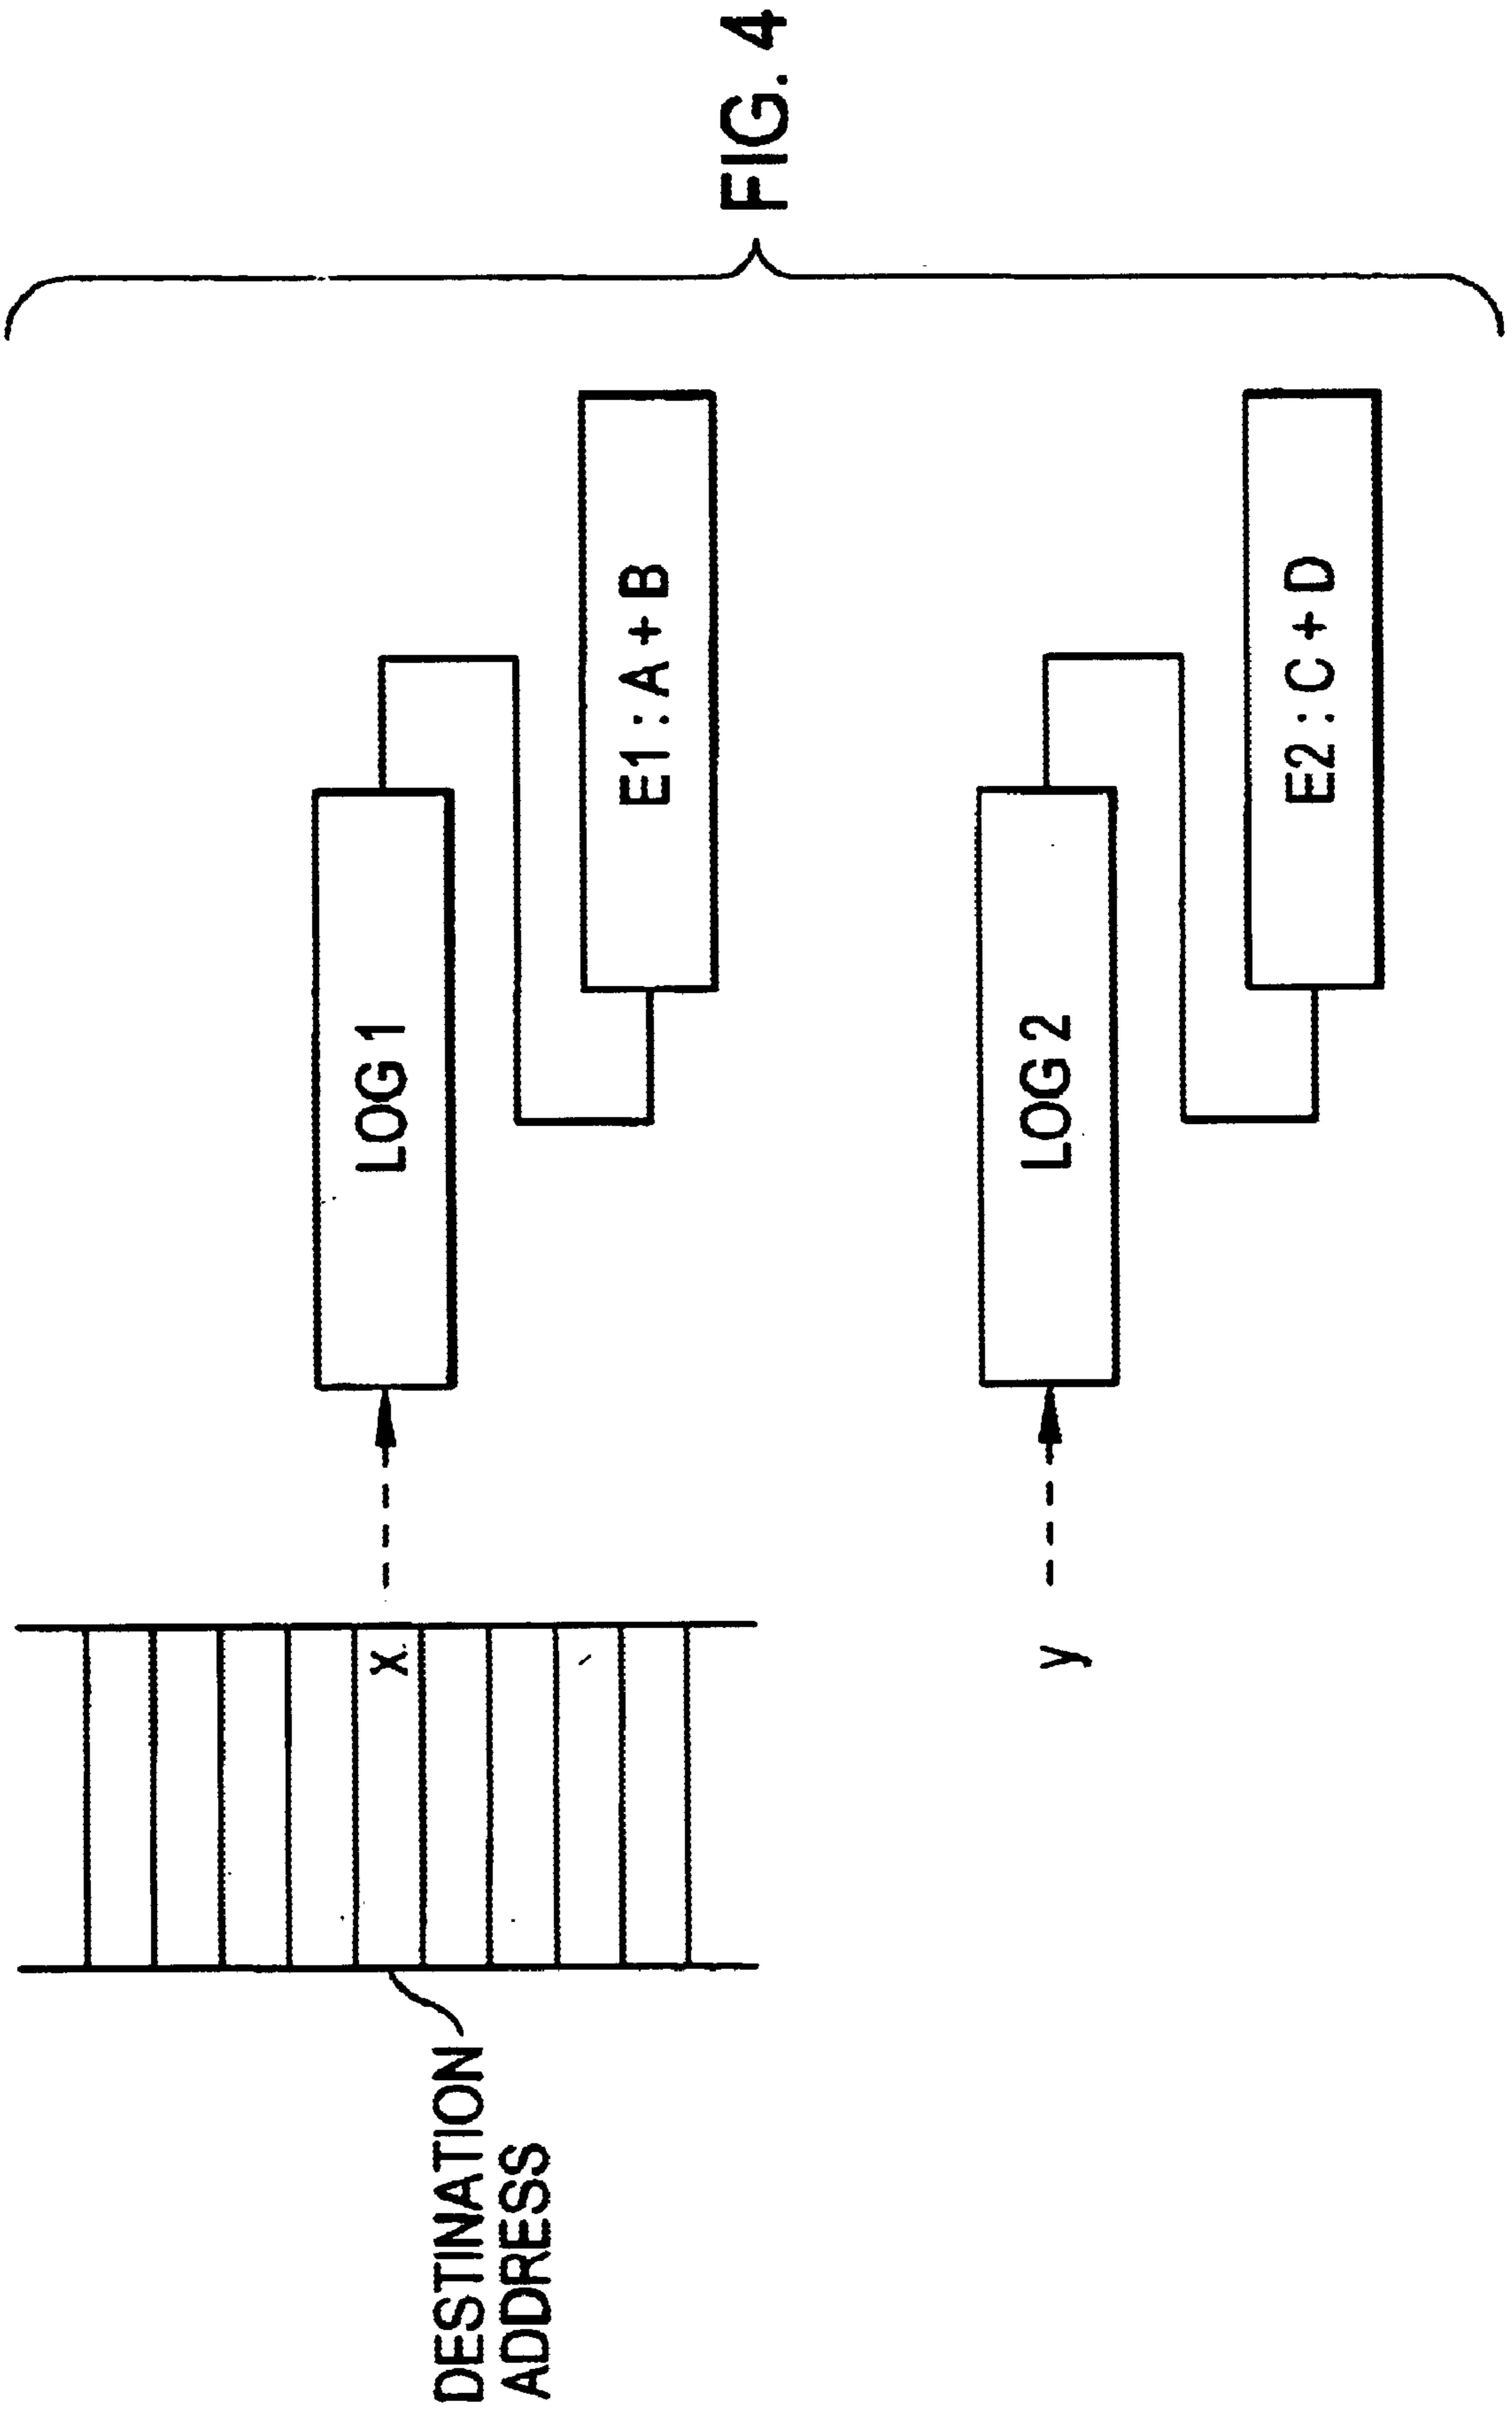 DESTINATION
ADDRESS
x
LOG 1
E1 : A + B
y
LOG 2
E2 : C + D
FIG. 4